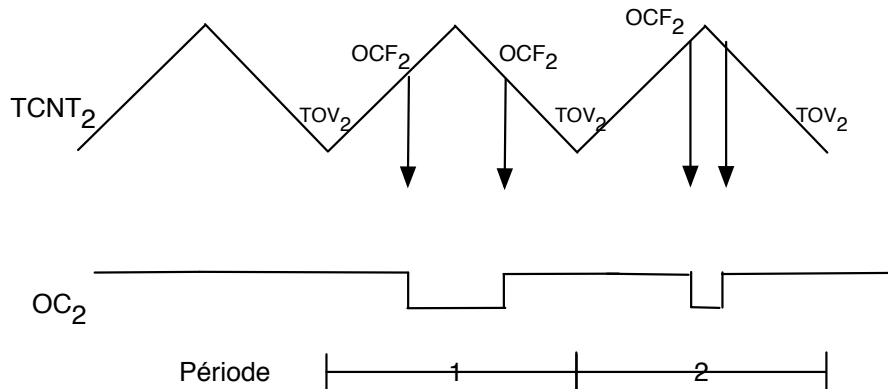 OCF2
OCF2 OCF2
TCNT2 TOV2 TOV2 TOV2
OC2
Période 1 2